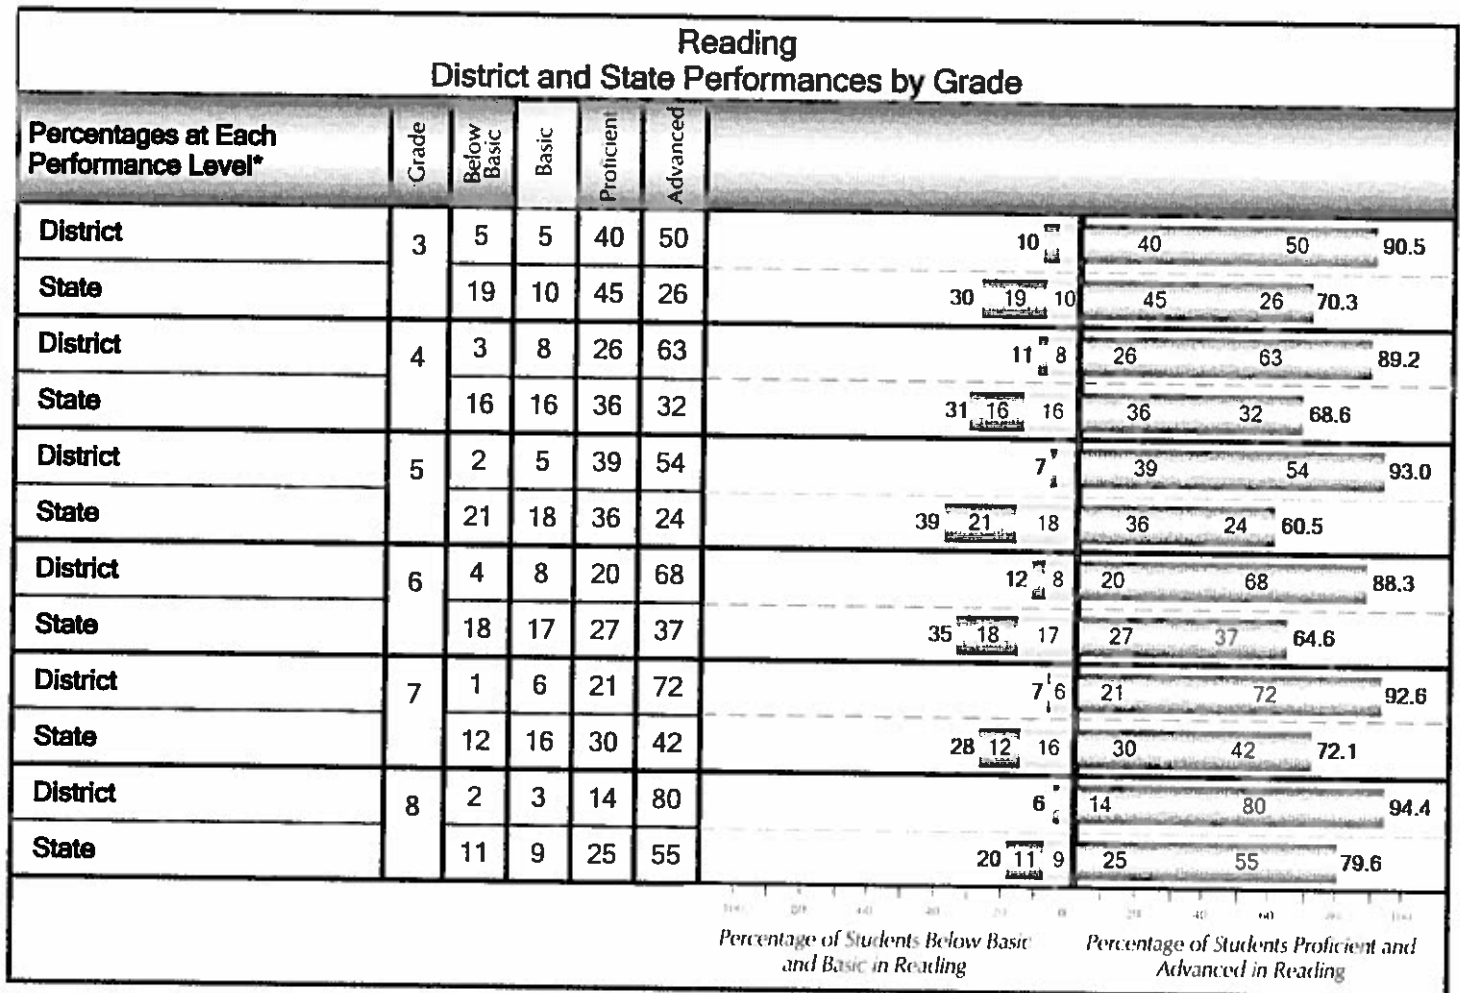 Reading
District and State Performances by Grade
Percentages at Each
Performance Level*
Grade
Below
Basic
Basic
Proficient
Advanced
District 3 5 5 40 50 10 40 50 90.5
State 19 10 45 26 30 19 10 45 26 70.3
District 4 3 8 26 63 11 8 26 63 89.2
State 16 16 36 32 31 16 16 36 32 68.6
District 5 2 5 39 54 7 39 54 93.0
State 21 18 36 24 39 21 18 36 24 60.5
District 6 4 8 20 68 12 8 20 68 88.3
State 18 17 27 37 35 18 17 27 37 64.6
District 7 1 6 21 72 7 6 21 72 92.6
State 12 16 30 42 28 12 16 30 42 72.1
District 8 2 3 14 80 6 14 80 94.4
State 11 9 25 55 20 11 9 25 55 79.6
0 20 40 60
Percentage of Students Below Basic
and Basic in Reading
Percentage of Students Proficient and
Advanced in Reading